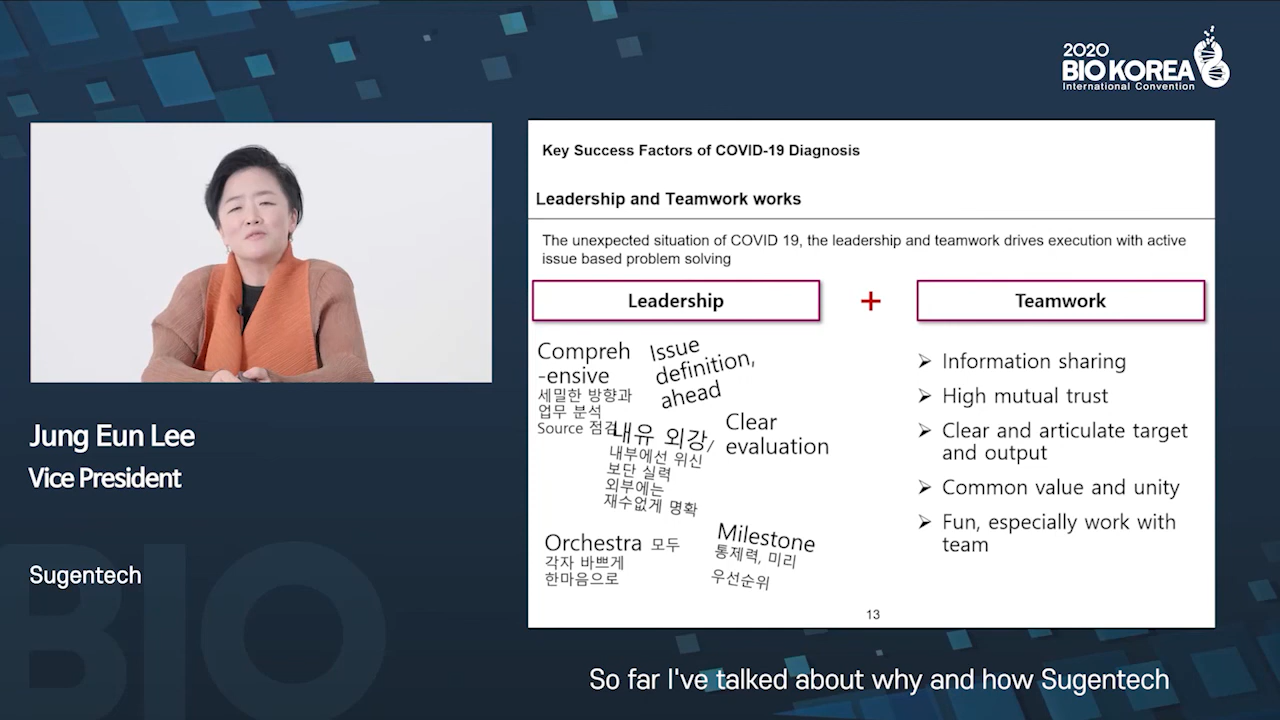 2020
BIO KOREA
International Convention
Key Success Factors of COVID-19 Diagnosis
Leadership and Teamwork works
The unexpected situation of COVID 19, the leadership and teamwork drives execution with active
issue based problem solving
Leadership
+
Teamwork
Compreh
-ensive
세밀한 방향과
업무 분석
Source 점검
Issue
definition,
ahead
내유 외강/
내부에선 위신
보단 실력
외부에는
재수없게 명확
Clear
evaluation
Orchestra 모두
각자 바쁘게
한마음으로
Milestone
통제력, 미리
우선순위
Information sharing
High mutual trust
Clear and articulate target
and output
Common value and unity
Fun, especially work with
team
13
Jung Eun Lee
Vice President
Sugentech
BIO
So far I've talked about why and how Sugentech